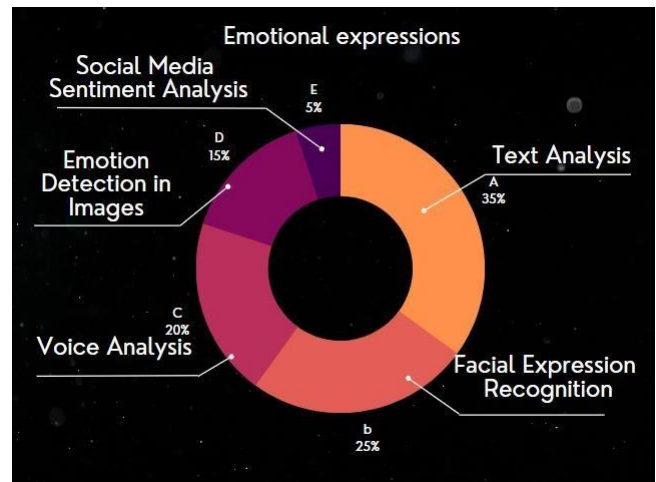 Emotional expressions
Social Media
Sentiment Analysis
E
5%
D
15%
Emotion
Detection in
Images
Text Analysis
A
35%
C
20%
Voice Analysis
Facial Expression
Recognition
b
25%